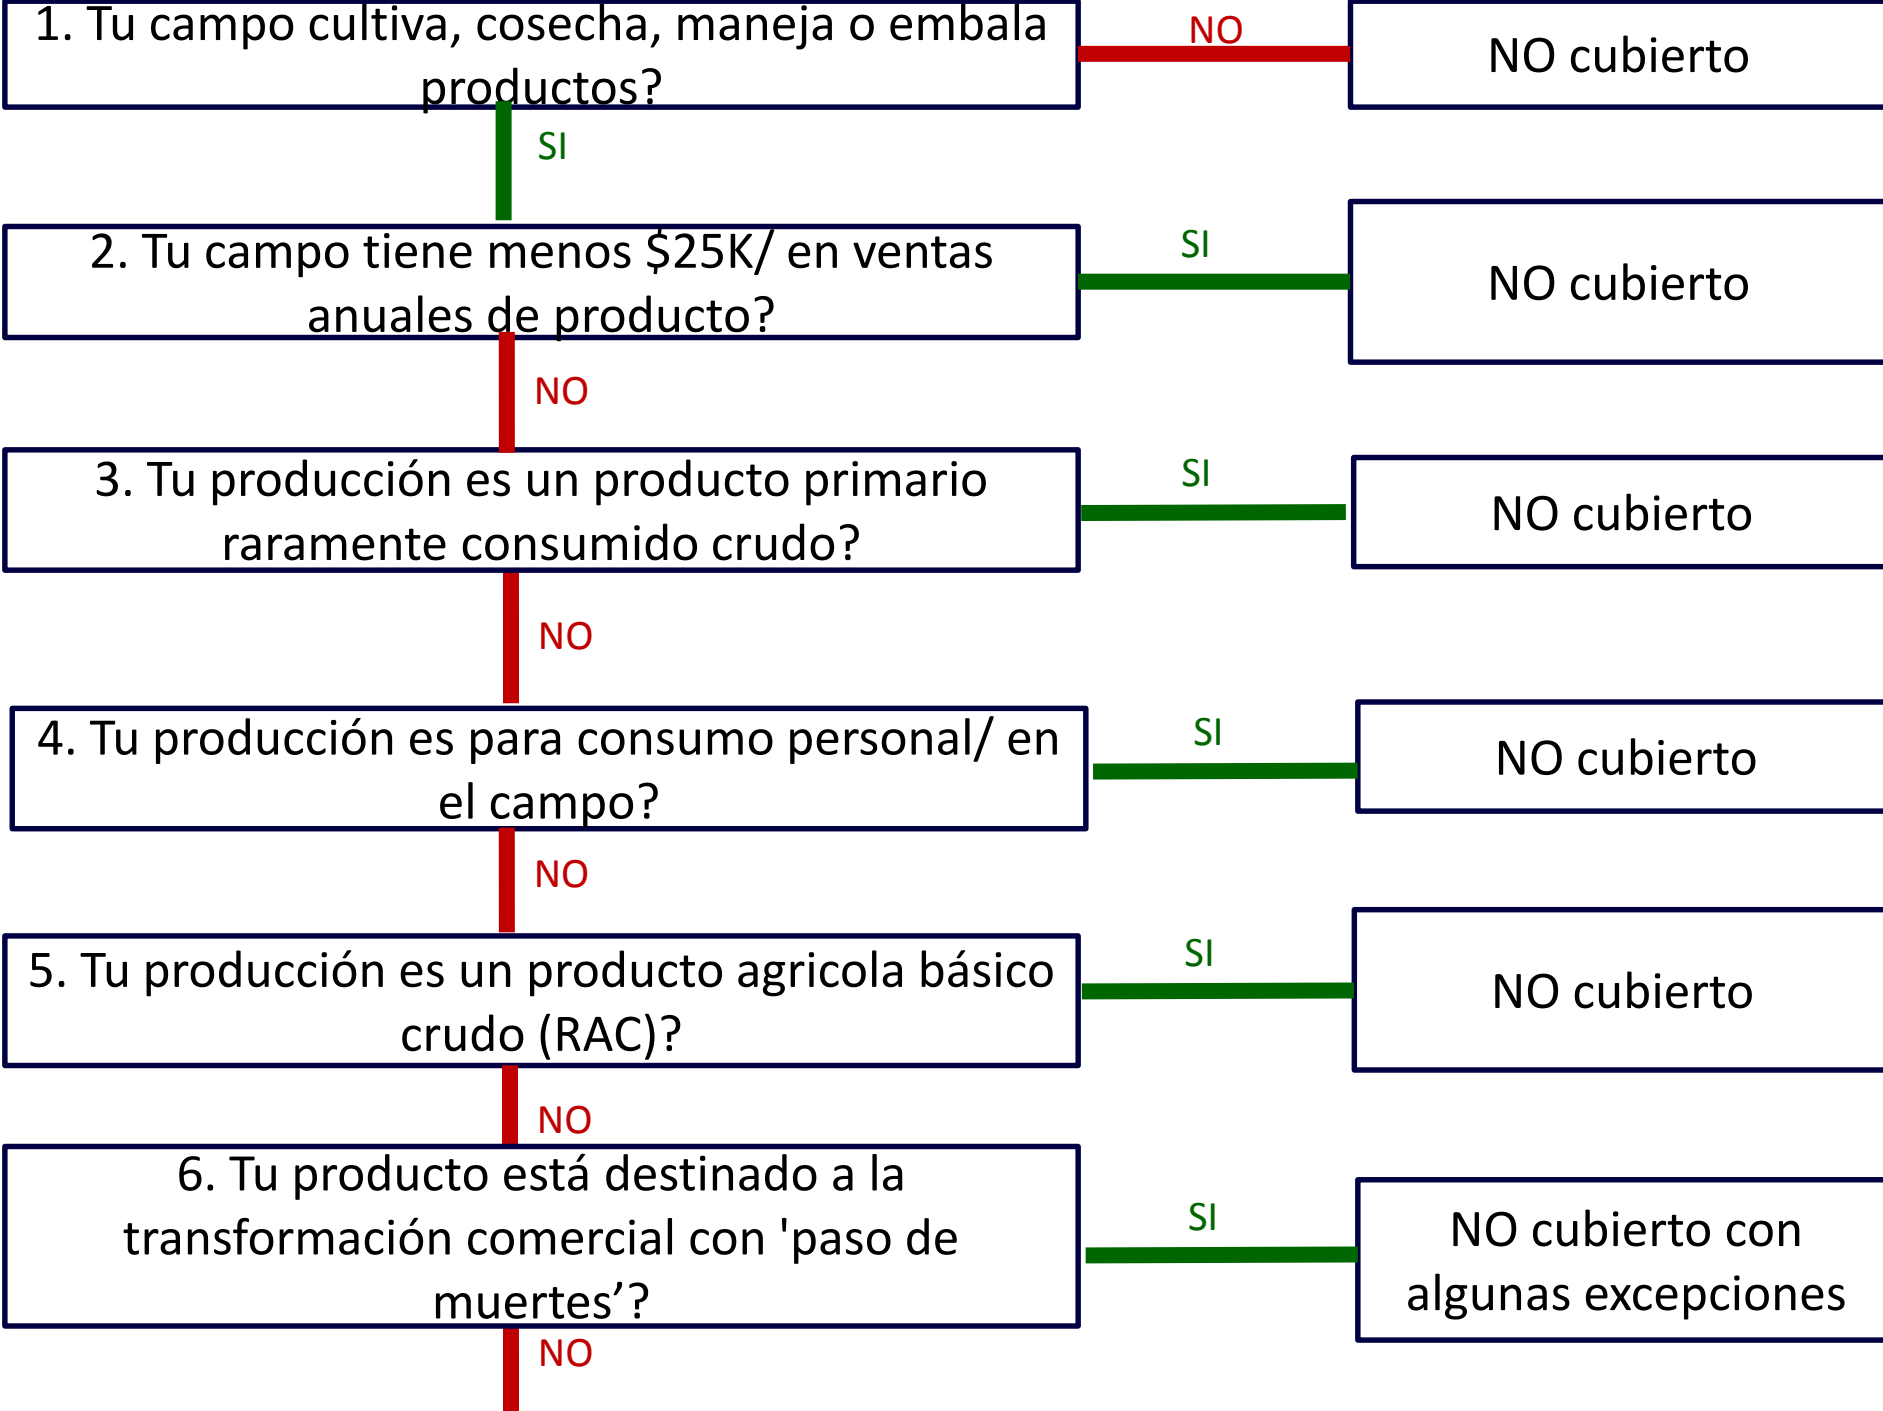 1. Tu campo cultiva, cosecha, maneja o embala
productos?
NO
NO cubierto
SI
2. Tu campo tiene menos $25K/ en ventas
anuales de producto?
SI
NO cubierto
NO
3. Tu producción es un producto primario
raramente consumido crudo?
SI
NO cubierto
NO
4. Tu producción es para consumo personal/ en
el campo?
SI
NO cubierto
NO
5. Tu producción es un producto agricola básico
crudo (RAC)?
SI
NO cubierto
NO
6. Tu producto está destinado a la
transformación comercial con 'paso de
muertes’?
SI
NO cubierto con
algunas excepciones
NO